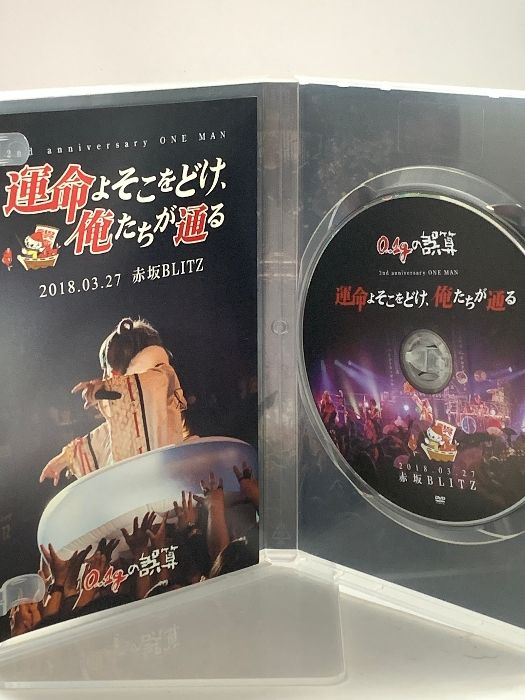 2nd anniversary ONE MAN
運命よそこをどけ、
俺たちが通る
2018.03.27 赤坂BLITZ
0.1gの誤算
0.1gの誤算
2nd anniversary ONE MAN
運命よそこをどけ、俺たちが通る
2018.03.27
赤坂BLITZ
DVD